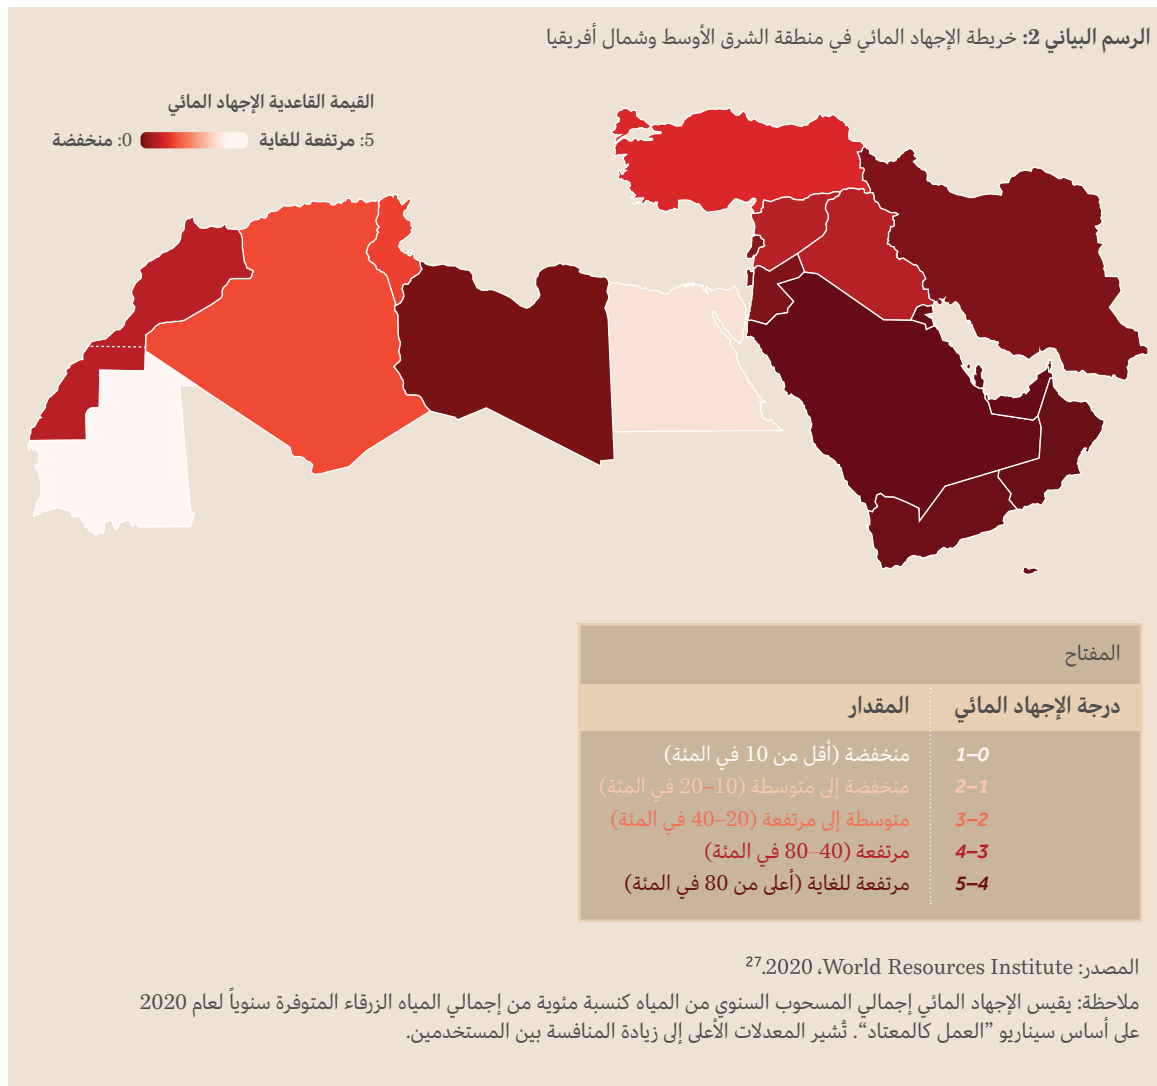 الرسم البياني 2: خريطة الإجهاد المائي في منطقة الشرق الأوسط وشمال أفريقيا
القيمة القاعدية الإجهاد المائي
5: مرتفعة للغاية 0: منخفضة
المفتاح
درجة الإجهاد المائي المقدار
0–1 منخفضة (أقل من 10 في المئة)
1–2 منخفضة إلى متوسطة (10–20 في المئة)
2–3 متوسطة إلى مرتفعة (20–40 في المئة)
3–4 مرتفعة (40–80 في المئة)
4–5 مرتفعة للغاية (أعلى من 80 في المئة)
المصدر: World Resources Institute، 2020.27
ملاحظة: يقيس الإجهاد المائي إجمالي المسحوب السنوي من المياه كنسبة مئوية من إجمالي المياه الزرقاء المتوفرة سنوياً لعام 2020
على أساس سيناريو ”العمل كالمعتاد“. تُشير المعدلات الأعلى إلى زيادة المنافسة بين المستخدمين.